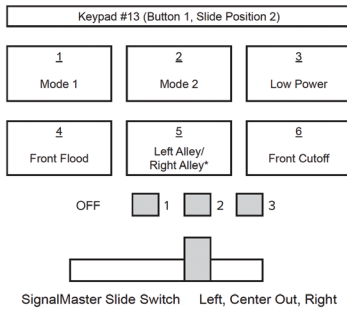 Keypad #13 (Button 1, Slide Position 2)
1 2 3
Mode 1 Mode 2 Low Power
4 5 6
Front Flood Left Alley/ Right Alley* Front Cutoff
OFF 1 2 3
SignalMaster Slide Switch Left, Center Out, Right